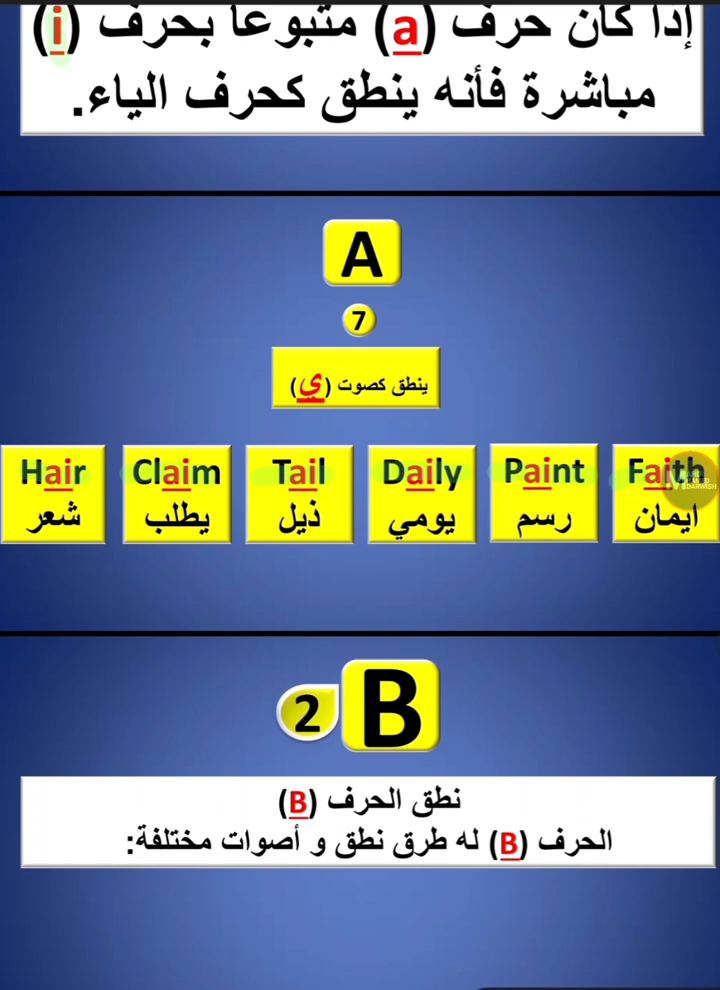 إذا كان حرف (a) متبوعا بحرف (i)
مباشرة فأنه ينطق كحرف الياء.
A
7
ينطق كصوت (ي)
Hair Claim Tail Daily Paint Faith
شعر يطلب ذيل يومي رسم ايمان
2 B
نطق الحرف (B)
الحرف (B) له طرق نطق و أصوات مختلفة: